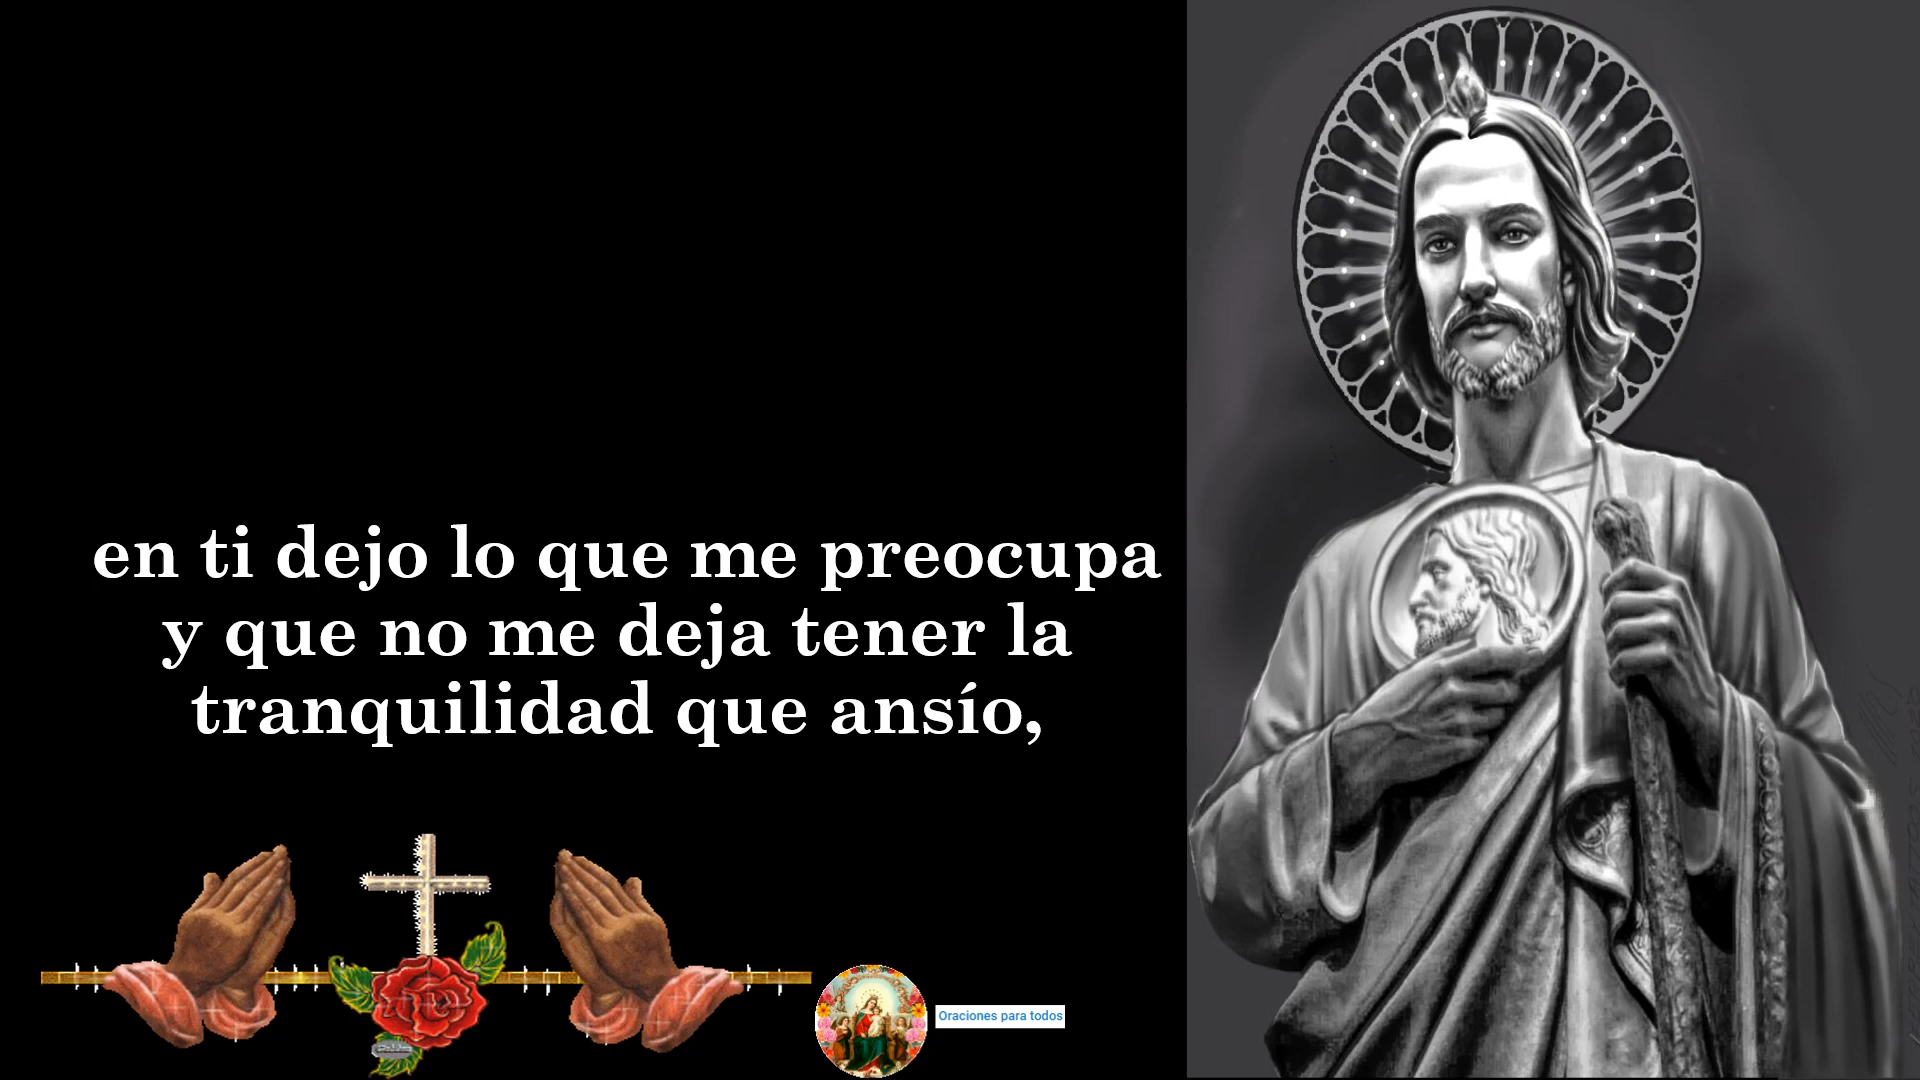 en ti dejo lo que me preocupa
y que no me deja tener la
tranquilidad que ansío,
Oraciones para todos